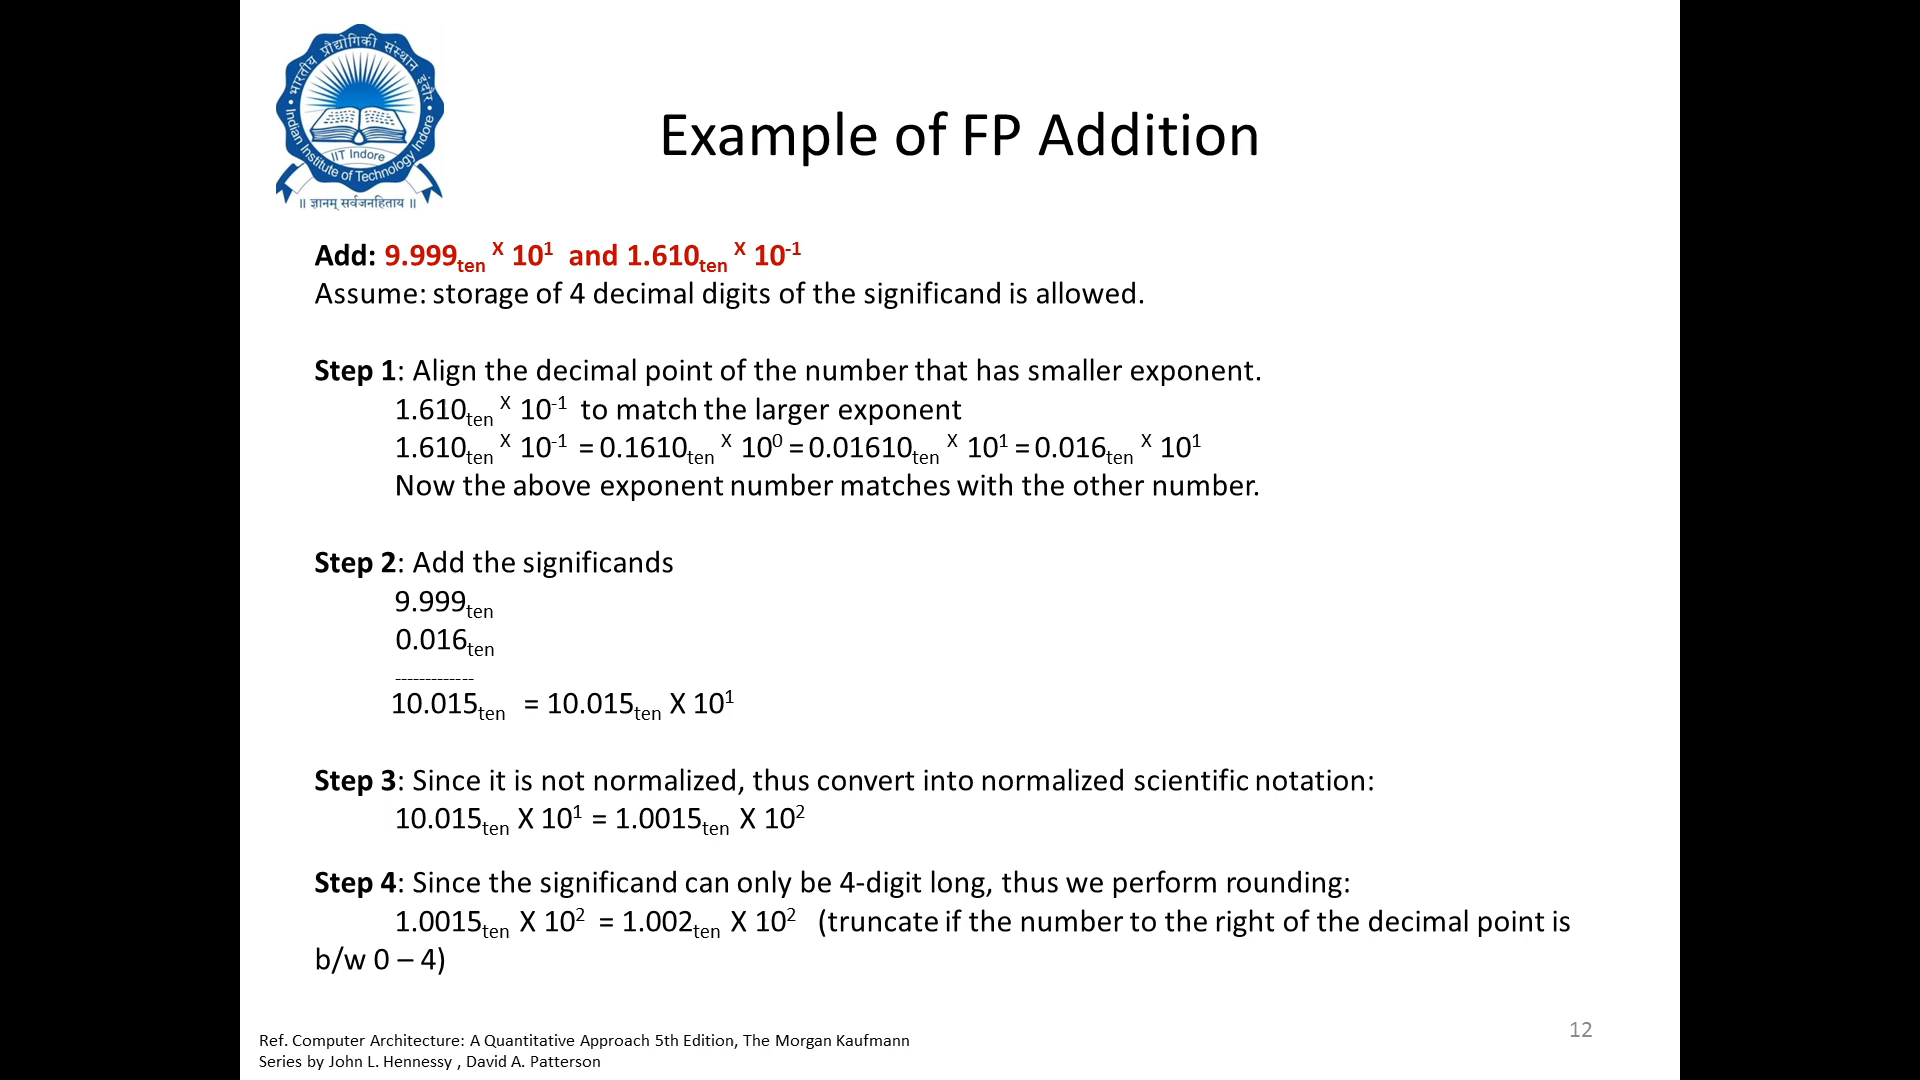 भारतीय प्रौद्योगिकी संस्थान इंदौर
Indian Institute of Technology Indore
IIT Indore
॥ ज्ञानम् सर्वजनहिताय ॥
Example of FP Addition
Add: 9.999ten X 10¹ and 1.610ten X 10⁻¹
Assume: storage of 4 decimal digits of the significand is allowed.
Step 1: Align the decimal point of the number that has smaller exponent.
1.610ten X 10⁻¹ to match the larger exponent
1.610ten X 10⁻¹ = 0.1610ten X 10⁰ = 0.01610ten X 10¹ = 0.016ten X 10¹
Now the above exponent number matches with the other number.
Step 2: Add the significands
9.999ten
0.016ten
-------------
10.015ten = 10.015ten X 10¹
Step 3: Since it is not normalized, thus convert into normalized scientific notation:
10.015ten X 10¹ = 1.0015ten X 10²
Step 4: Since the significand can only be 4-digit long, thus we perform rounding:
1.0015ten X 10² = 1.002ten X 10² (truncate if the number to the right of the decimal point is
b/w 0 – 4)
Ref. Computer Architecture: A Quantitative Approach 5th Edition, The Morgan Kaufmann
Series by John L. Hennessy , David A. Patterson
12